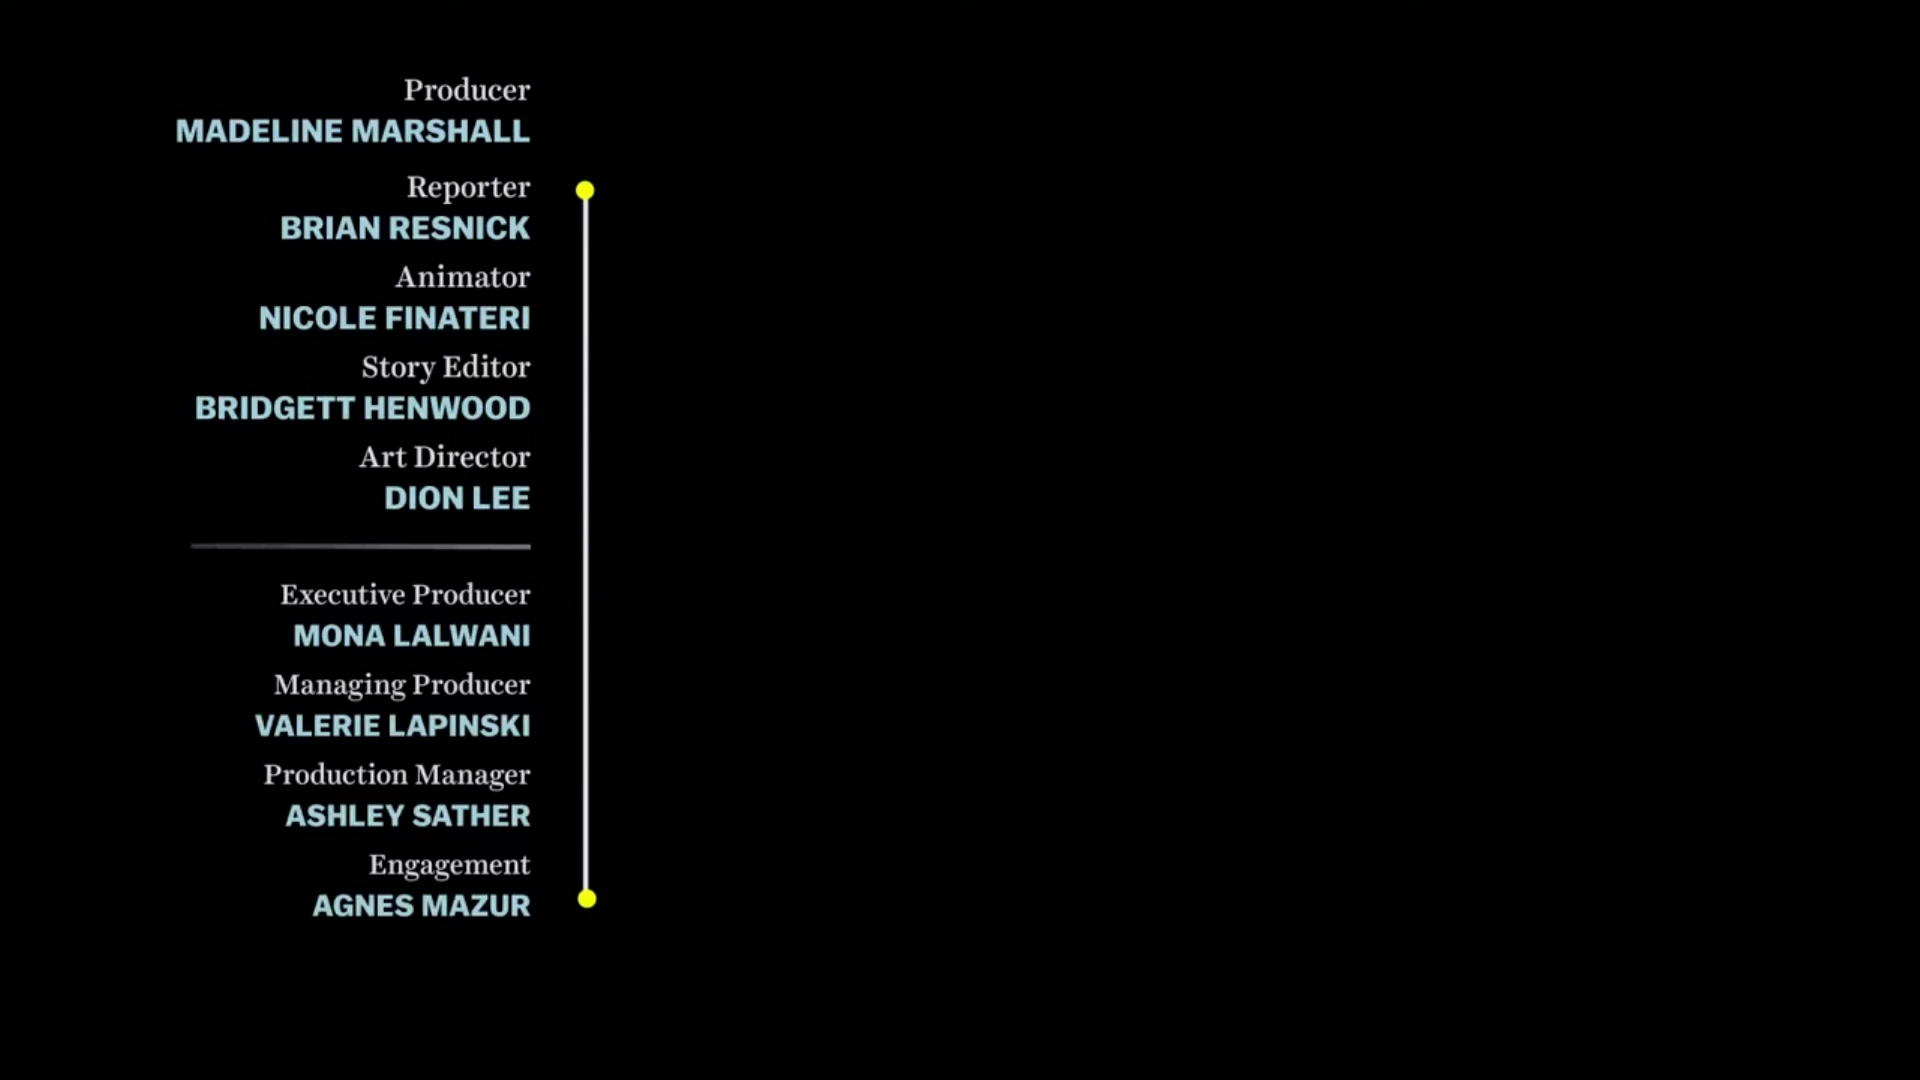 Producer
MADELINE MARSHALL
Reporter
BRIAN RESNICK
Animator
NICOLE FINATERI
Story Editor
BRIDGETT HENWOOD
Art Director
DION LEE
Executive Producer
MONA LALWANI
Managing Producer
VALERIE LAPINSKI
Production Manager
ASHLEY SATHER
Engagement
AGNES MAZUR